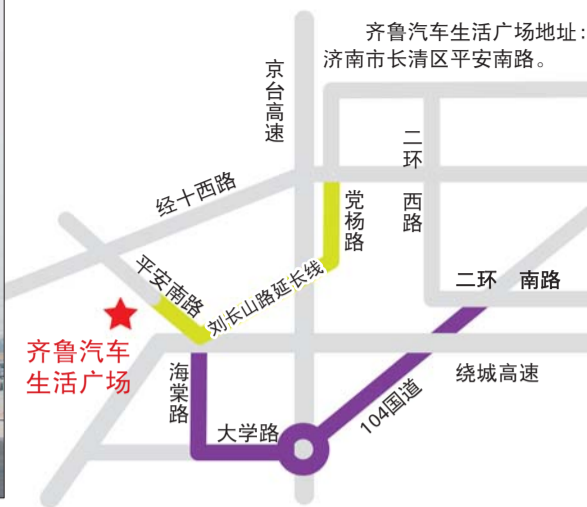 齐鲁汽车生活广场地址：
济南市长清区平安南路。
京台高速
二环 西路
经十西路
党杨路
平安南路
刘长山路延长线
二环 南路
齐鲁汽车
生活广场
海棠路
绕城高速
104国道
大学路